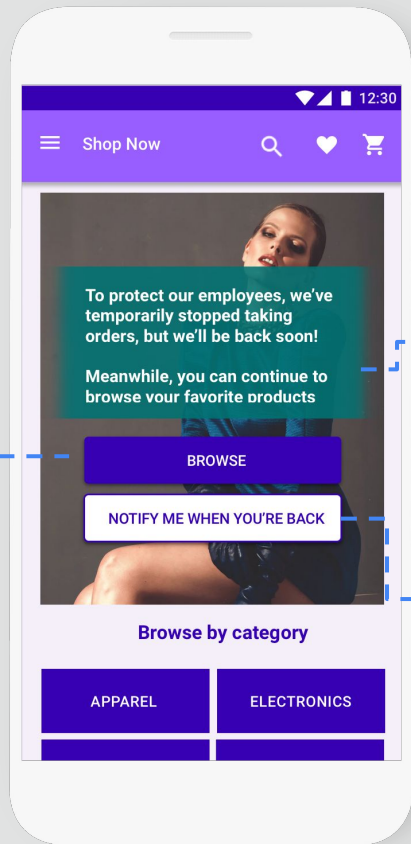 12:30
Shop Now
To protect our employees, we’ve
temporarily stopped taking
orders, but we’ll be back soon!
Meanwhile, you can continue to
browse your favorite products
BROWSE
NOTIFY ME WHEN YOU’RE BACK
Browse by category
APPAREL
ELECTRONICS